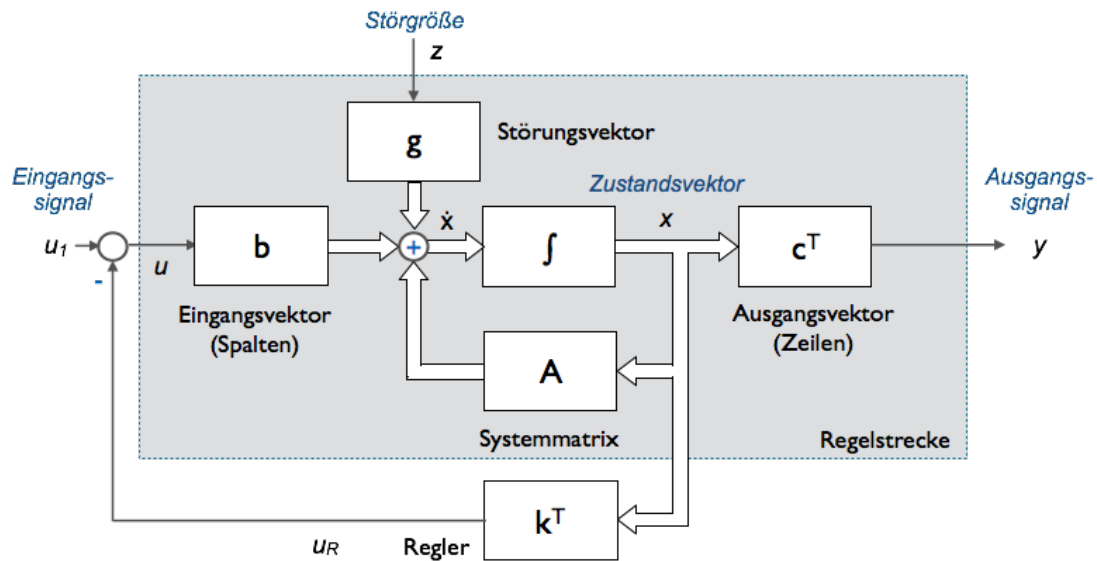 Störgröße
z
g
Störungsvektor
Eingangs-
signal
Zustandsvektor
Ausgangs-
signal
ẋ
x
u₁
u
b
+
∫
cᵀ
y
-
Eingangsvektor
(Spalten)
Ausgangsvektor
(Zeilen)
A
Systemmatrix
Regelstrecke
kᵀ
uR
Regler